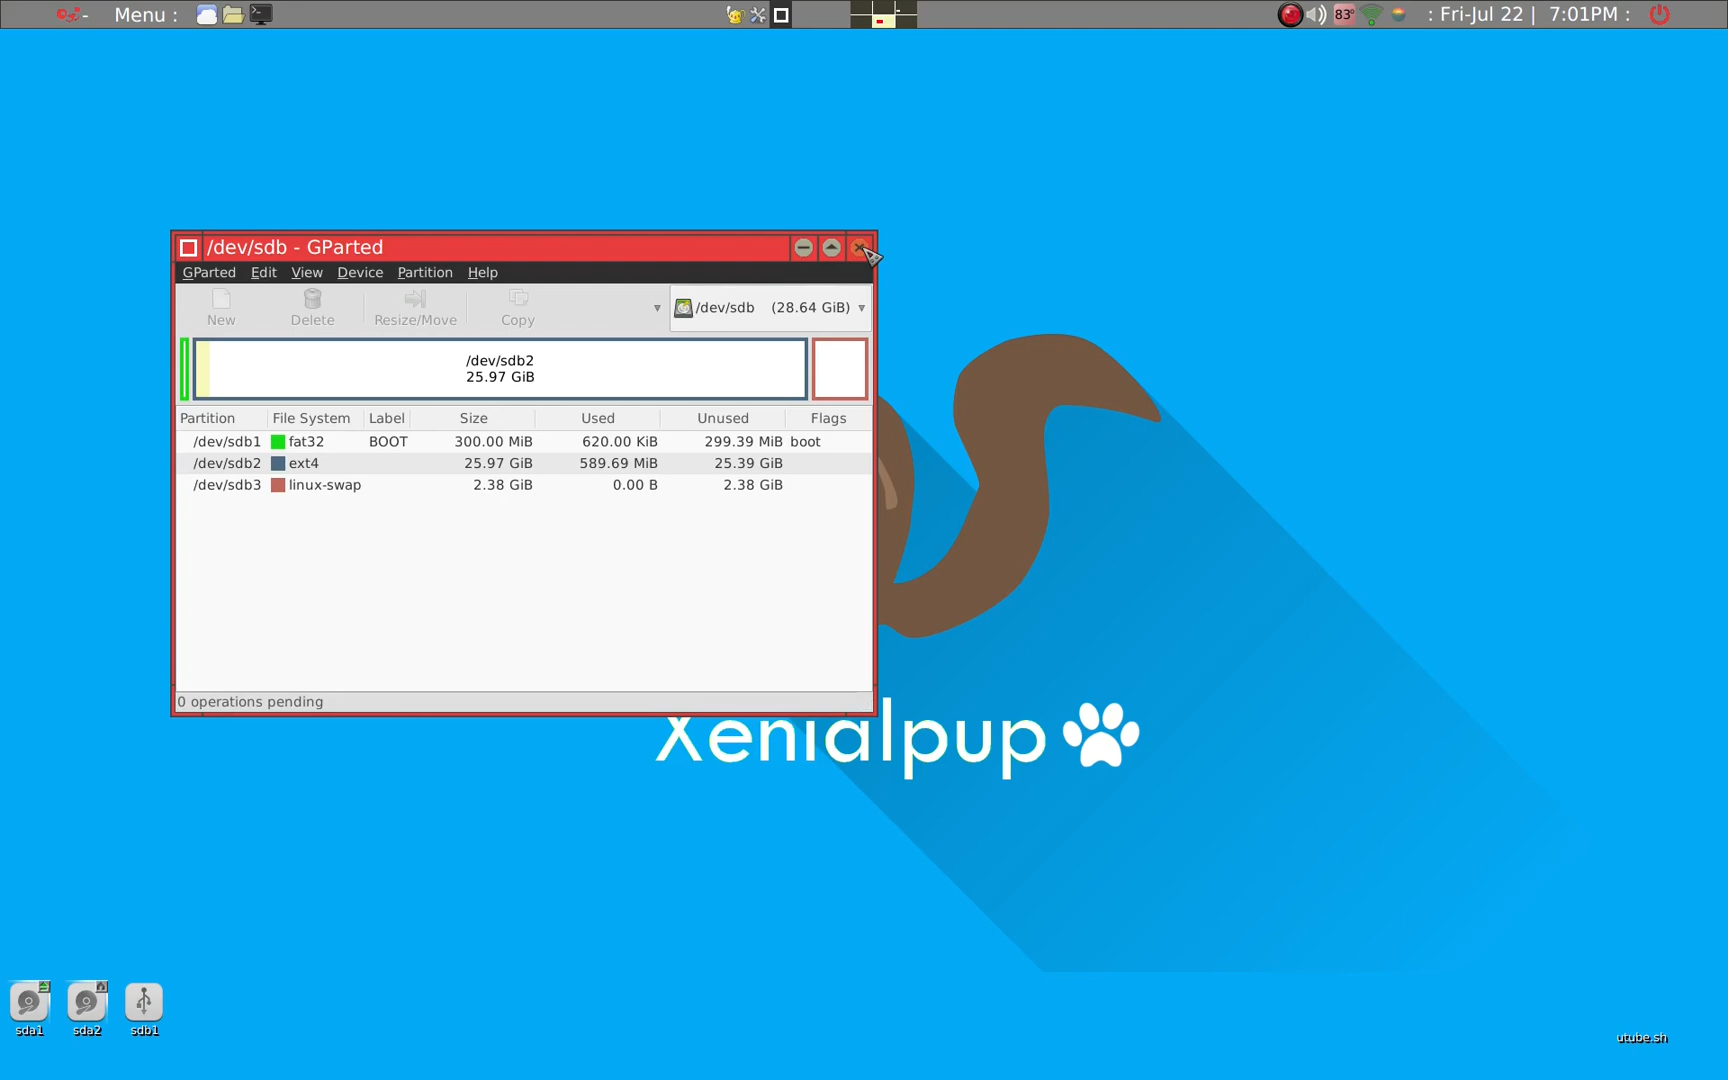 Menu :
83°
: Fri-Jul 22 | 7:01PM :
/dev/sdb - GParted
GParted Edit View Device Partition Help
New Delete Resize/Move Copy /dev/sdb (28.64 GiB)
/dev/sdb2
25.97 GiB
Partition File System Label Size Used Unused Flags
/dev/sdb1 fat32 BOOT 300.00 MiB 620.00 KiB 299.39 MiB boot
/dev/sdb2 ext4 25.97 GiB 589.69 MiB 25.39 GiB
/dev/sdb3 linux-swap 2.38 GiB 0.00 B 2.38 GiB
0 operations pending
Xenialpup
sda1 sda2 sdb1
utube.sh